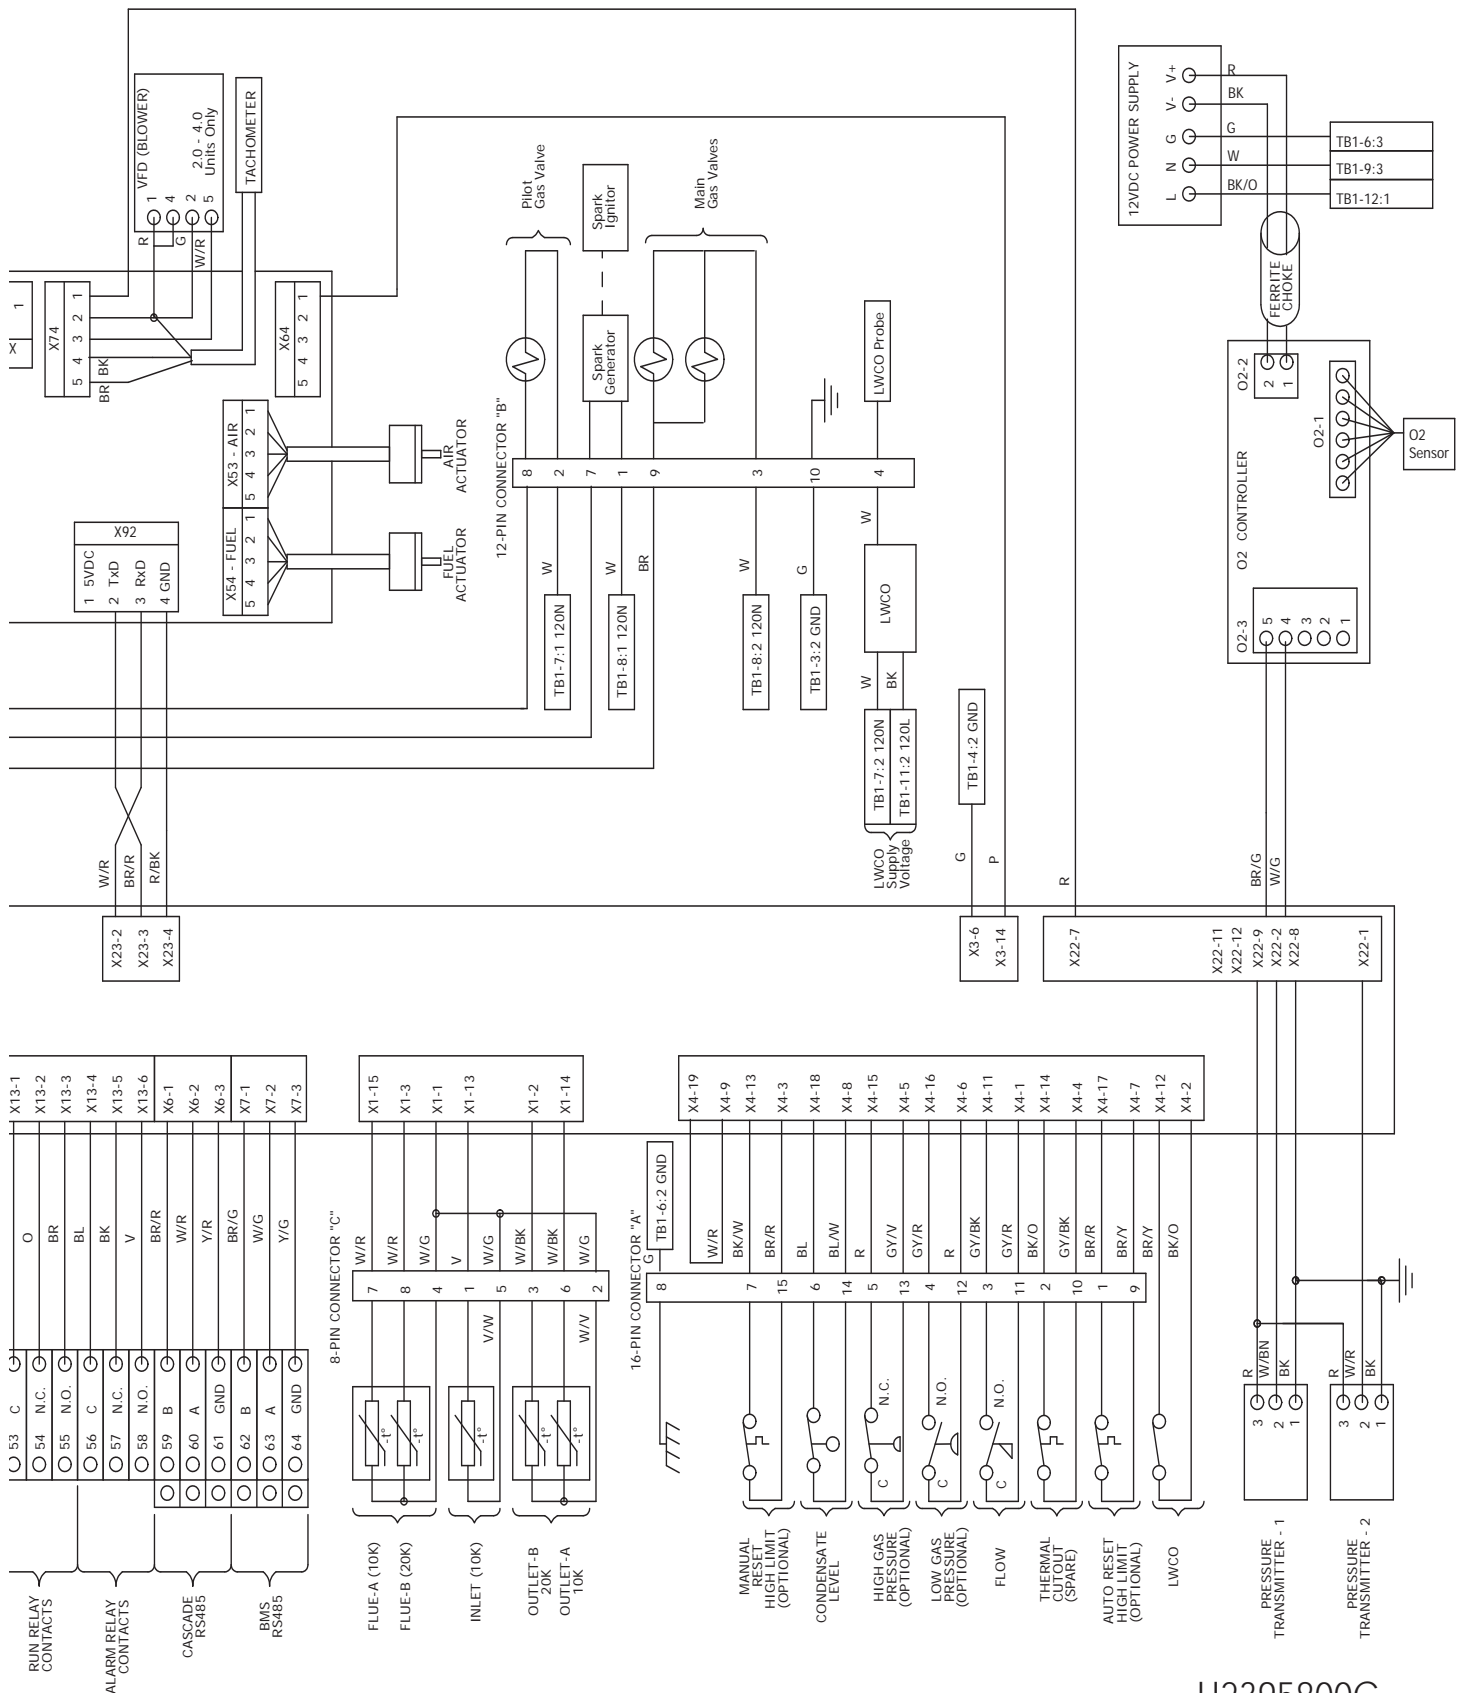 VFD (BLOWER)
2.0 - 4.0
Units Only
1
4
2
5
R
G
W/R
TACHOMETER
X
1
X74
1
2
3
4
5
BK
BR
X64
1
2
3
4
5
X53 - AIR
1
2
3
4
5
AIR
ACTUATOR
X54 - FUEL
1
2
3
4
5
FUEL
ACTUATOR
X92
1 5VDC
2 TxD
3 RxD
4 GND
W/R
BR/R
R/BK
X23-2
X23-3
X23-4
Pilot
Gas Valve
Spark
Ignitor
Spark
Generator
Main
Gas Valves
LWCO Probe
12-PIN CONNECTOR "B"
8
2
7
1
9
3
10
4
W
W
BR
W
G
W
TB1-7:1 120N
TB1-8:1 120N
TB1-8:2 120N
TB1-3:2 GND
LWCO
W
BK
TB1-7:2 120N
TB1-11:2 120L
LWCO
Supply
Voltage
TB1-4:2 GND
G
P
R
X3-6
X3-14
12VDC POWER SUPPLY
V+
V-
G
N
L
R
BK
G
W
BK/O
TB1-6:3
TB1-9:3
TB1-12:1
FERRITE
CHOKE
O2-2
2
1
O2-1
O2
Sensor
O2 CONTROLLER
O2-3
5
4
3
2
1
BR/G
W/G
X22-7
X22-11
X22-12
X22-9
X22-2
X22-8
X22-1
X13-1
X13-2
X13-3
X13-4
X13-5
X13-6
X6-1
X6-2
X6-3
X7-1
X7-2
X7-3
O
BR
BL
BK
V
BR/R
W/R
Y/R
BR/G
W/G
Y/G
53 C
54 N.C.
55 N.O.
56 C
57 N.C.
58 N.O.
59 B
60 A
61 GND
62 B
63 A
64 GND
RUN RELAY
CONTACTS
ALARM RELAY
CONTACTS
CASCADE
RS485
BMS
RS485
X1-15
X1-3
X1-1
X1-13
X1-2
X1-14
8-PIN CONNECTOR "C"
W/R
W/R
W/G
V
W/G
W/BK
W/BK
W/G
7
8
4
1
5
3
6
2
V/W
W/V
-t°
-t°
-t°
-t°
-t°
FLUE-A (10K)
FLUE-B (20K)
INLET (10K)
OUTLET-B
20K
OUTLET-A
10K
X4-19
X4-9
X4-13
X4-3
X4-18
X4-8
X4-15
X4-5
X4-16
X4-6
X4-11
X4-1
X4-14
X4-4
X4-17
X4-7
X4-12
X4-2
16-PIN CONNECTOR "A"
TB1-6:2 GND
G
W/R
BK/W
BR/R
BL
BL/W
R
GY/V
GY/R
R
GY/BK
GY/R
BK/O
GY/BK
BR/R
BR/Y
BR/Y
BK/O
8
7
15
6
14
5
13
4
12
3
11
2
10
1
9
N.C.
C
N.O.
C
N.O.
C
MANUAL
RESET
HIGH LIMIT
(OPTIONAL)
CONDENSATE
LEVEL
HIGH GAS
PRESSURE
(OPTIONAL)
LOW GAS
PRESSURE
(OPTIONAL)
FLOW
THERMAL
CUTOUT
(SPARE)
AUTO RESET
HIGH LIMIT
(OPTIONAL)
LWCO
R
W/BN
BK
3
2
1
R
W/R
BK
3
2
1
PRESSURE
TRANSMITTER - 1
PRESSURE
TRANSMITTER - 2